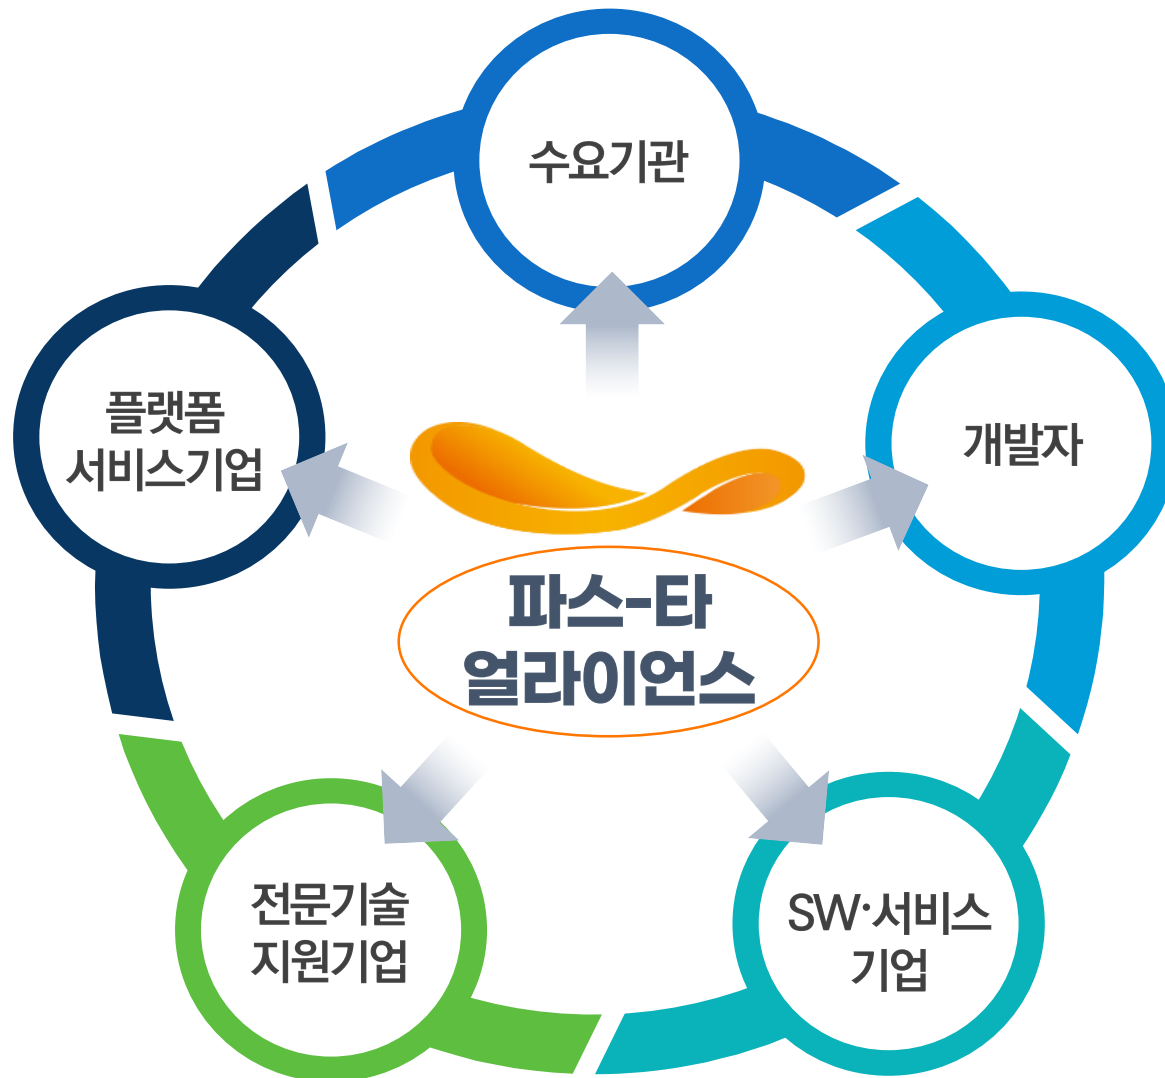 수요기관
플랫폼
서비스기업
개발자
파스-타
얼라이언스
전문기술
지원기업
SW·서비스
기업